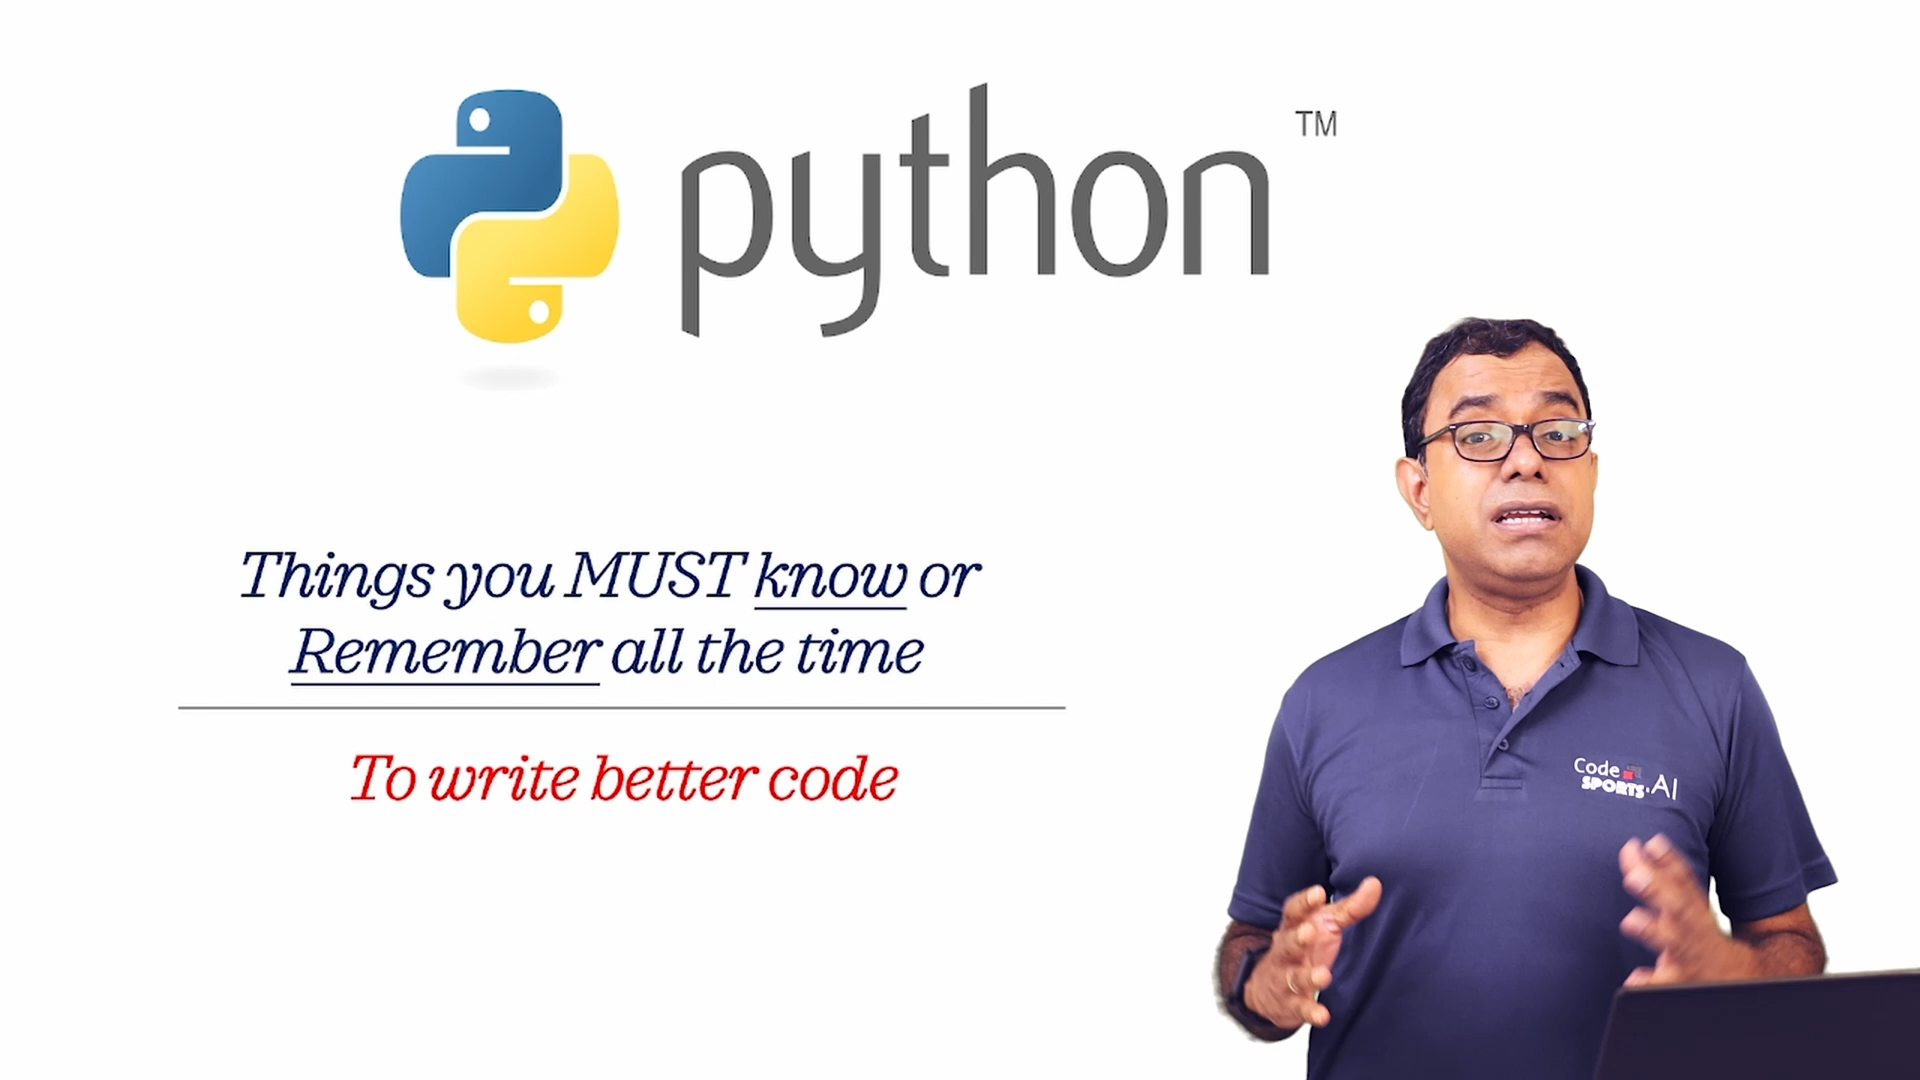 python TM
Things you MUST know or
Remember all the time
To write better code
Code
SPORTS.AI